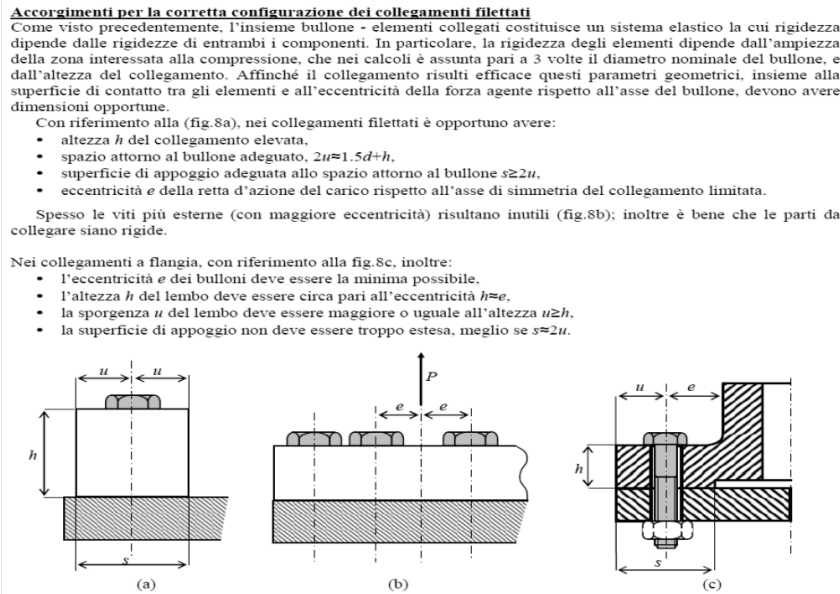 Accorgimenti per la corretta configurazione dei collegamenti filettati
Come visto precedentemente, l'insieme bullone - elementi collegati costituisce un sistema elastico la cui rigidezza
dipende dalle rigidezze di entrambi i componenti. In particolare, la rigidezza degli elementi dipende dall'ampiezza
della zona interessata alla compressione, che nei calcoli è assunta pari a 3 volte il diametro nominale del bullone, e
dall'altezza del collegamento. Affinché il collegamento risulti efficace questi parametri geometrici, insieme alla
superficie di contatto tra gli elementi e all'eccentricità della forza agente rispetto all'asse del bullone, devono avere
dimensioni opportune.
Con riferimento alla (fig.8a), nei collegamenti filettati è opportuno avere:
• altezza h del collegamento elevata,
• spazio attorno al bullone adeguato, 2u≈1.5d+h,
• superficie di appoggio adeguata allo spazio attorno al bullone s≥2u,
• eccentricità e della retta d'azione del carico rispetto all'asse di simmetria del collegamento limitata.
Spesso le viti più esterne (con maggiore eccentricità) risultano inutili (fig.8b); inoltre è bene che le parti da
collegare siano rigide.
Nei collegamenti a flangia, con riferimento alla fig.8c, inoltre:
• l'eccentricità e dei bulloni deve essere la minima possibile,
• l'altezza h del lembo deve essere circa pari all'eccentricità h≈e,
• la sporgenza u del lembo deve essere maggiore o uguale all'altezza u≥h,
• la superficie di appoggio non deve essere troppo estesa, meglio se s≈2u.
u u
h
s
(a)
P
e e
(b)
u e
h
s
(c)